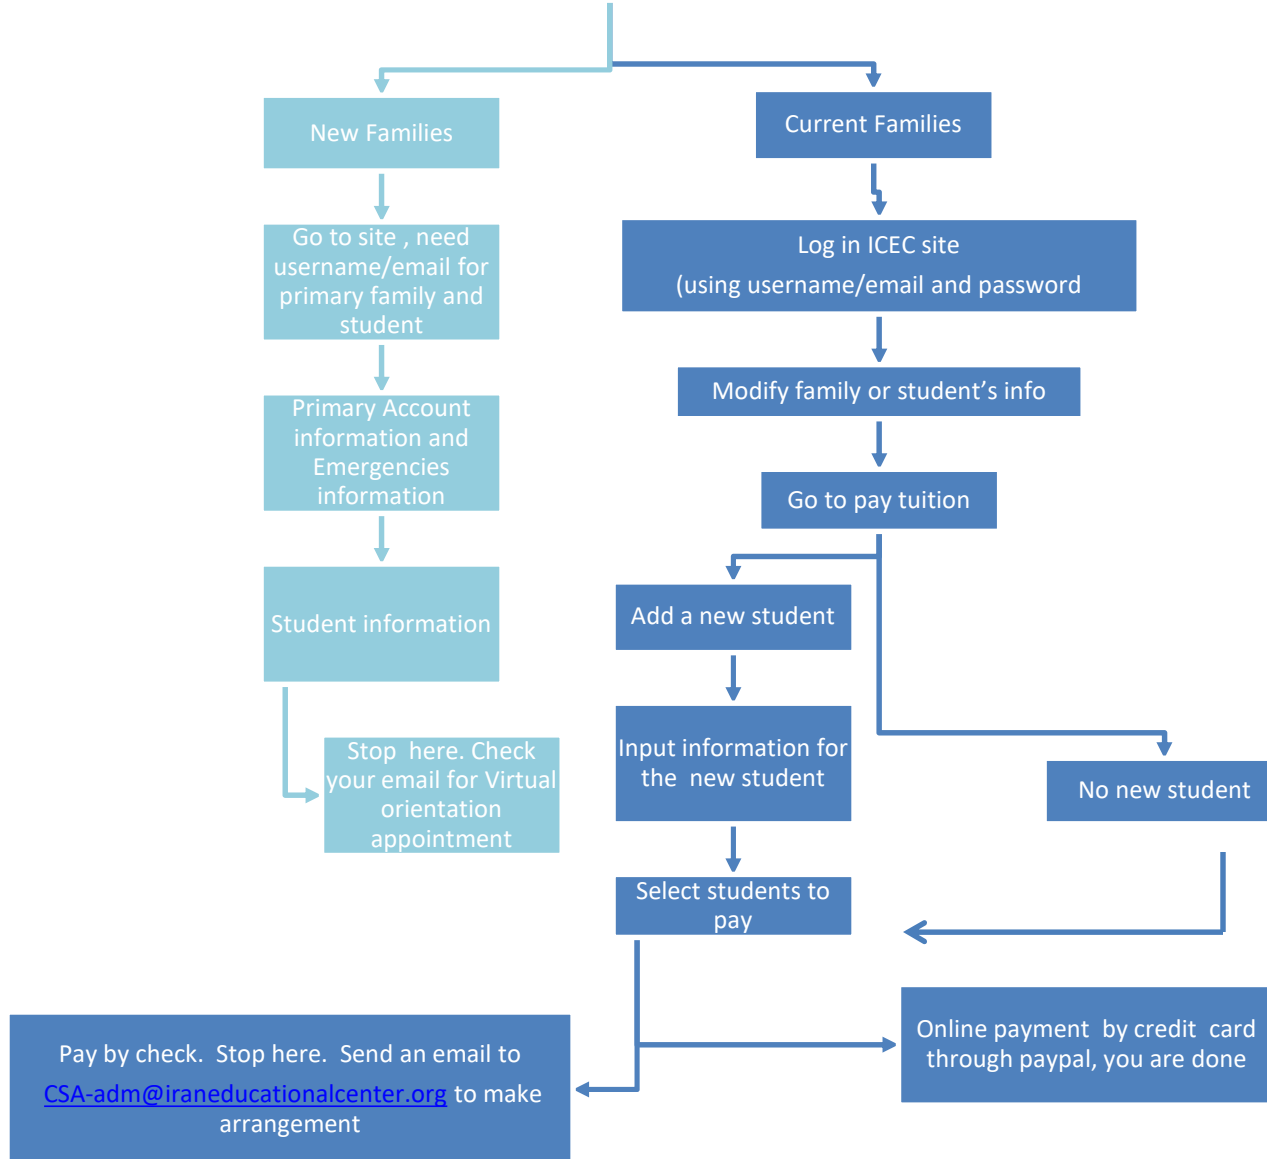 New Families
Current Families
Go to site , need
username/email for
primary family and
student
Log in ICEC site
(using username/email and password
Primary Account
information and
Emergencies
information
Modify family or student’s info
Go to pay tuition
Student information
Add a new student
Stop  here. Check
your email for Virtual
orientation
appointment
Input information for
the  new student
No new student
Select students to
pay
Pay by check.  Stop here.  Send an email to
CSA-adm@iraneducationalcenter.org to make
arrangement
Online payment  by credit  card
through paypal, you are done